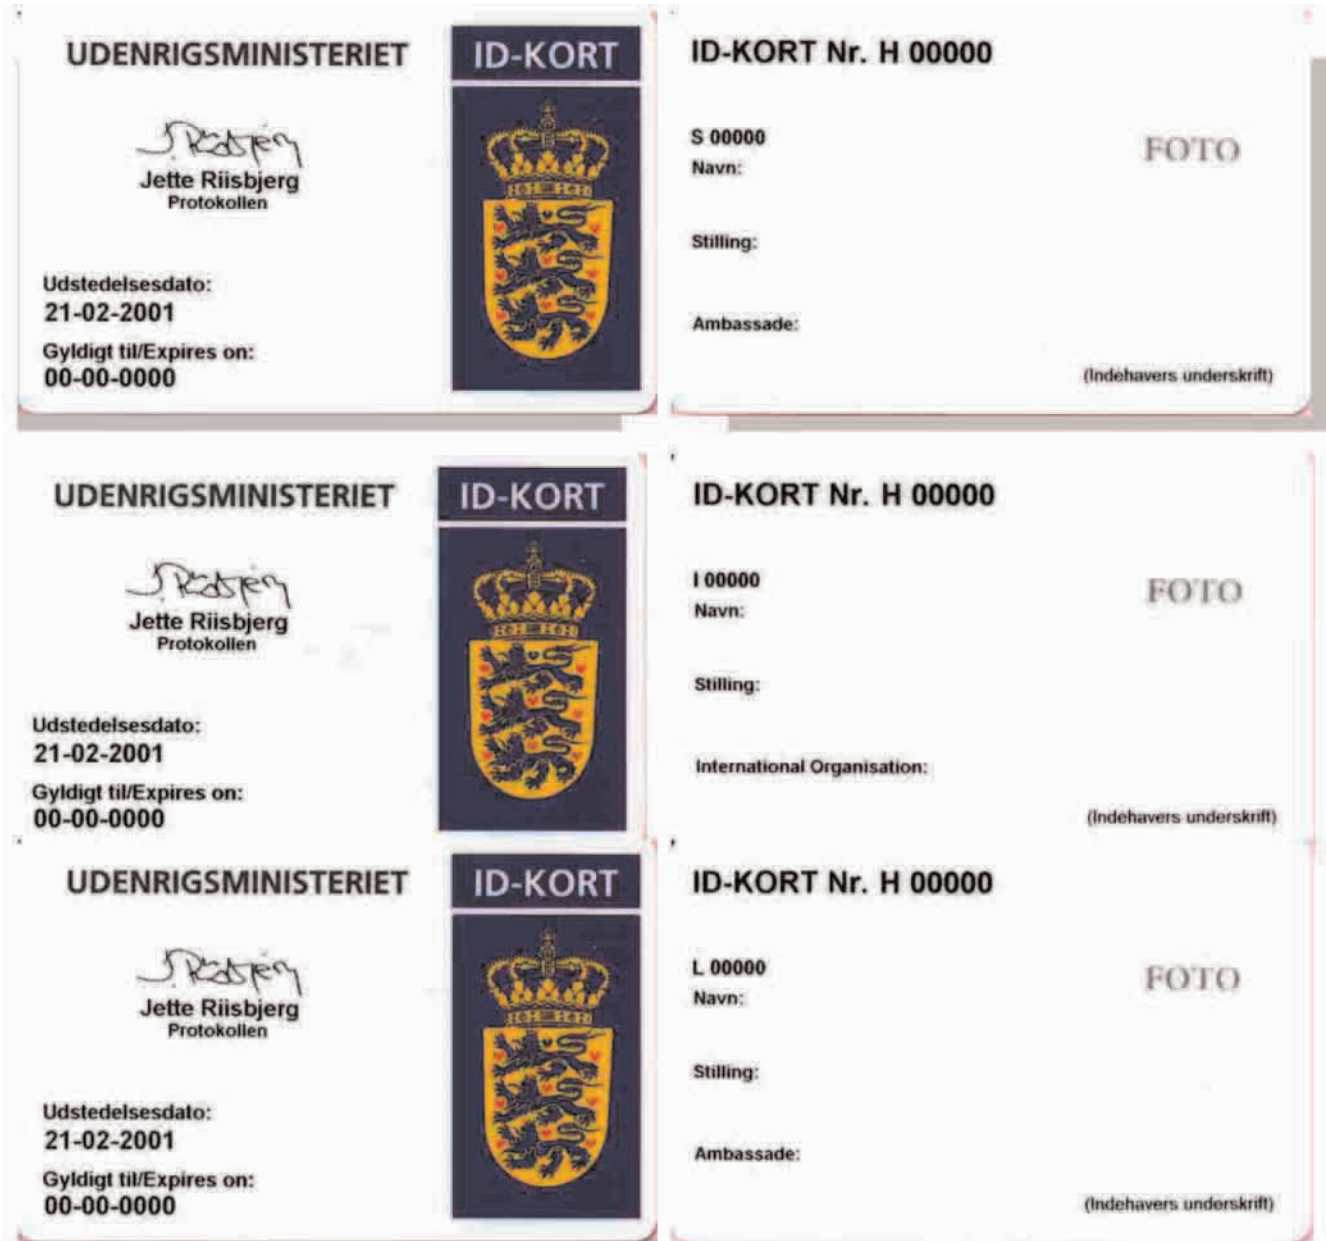 UDENRIGSMINISTERIET
ID-KORT
Jette Riisbjerg
Protokollen
Udstedelsesdato:
21-02-2001
Gyldigt til/Expires on:
00-00-0000
ID-KORT Nr. H 00000
S 00000
FOTO
Navn:
Stilling:
Ambassade:
(Indehavers underskrift)
UDENRIGSMINISTERIET
ID-KORT
Jette Riisbjerg
Protokollen
Udstedelsesdato:
21-02-2001
Gyldigt til/Expires on:
00-00-0000
ID-KORT Nr. H 00000
I 00000
FOTO
Navn:
Stilling:
International Organisation:
(Indehavers underskrift)
UDENRIGSMINISTERIET
ID-KORT
Jette Riisbjerg
Protokollen
Udstedelsesdato:
21-02-2001
Gyldigt til/Expires on:
00-00-0000
ID-KORT Nr. H 00000
L 00000
FOTO
Navn:
Stilling:
Ambassade:
(Indehavers underskrift)